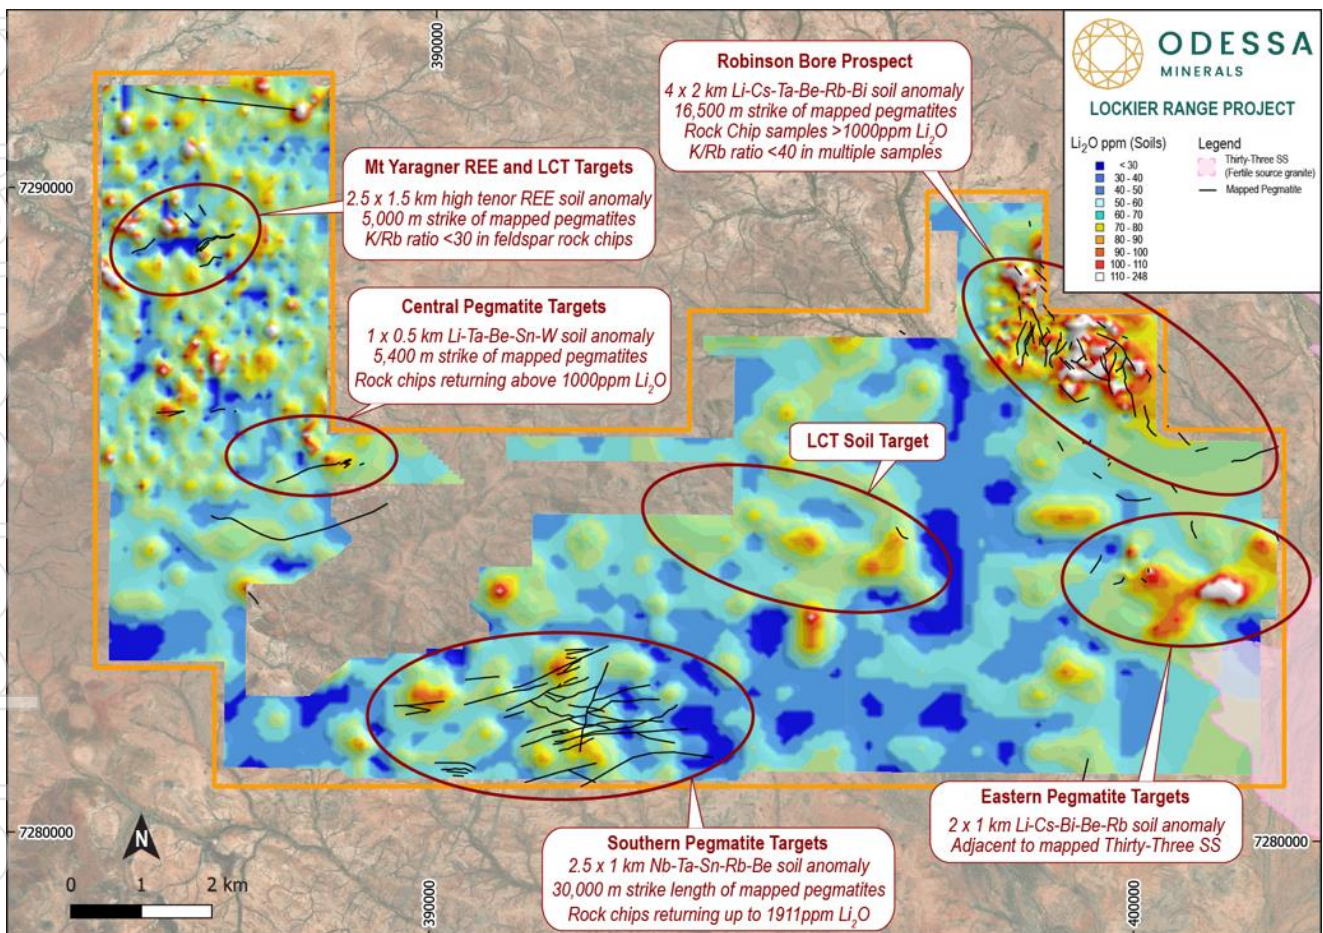 390000
7290000
ODESSA
MINERALS
LOCKIER RANGE PROJECT
Li₂O ppm (Soils)
< 30
30 - 40
40 - 50
50 - 60
60 - 70
70 - 80
80 - 90
90 - 100
100 - 110
110 - 248
Legend
Thirty-Three SS
(Fertile source granite)
Mapped Pegmatite
Robinson Bore Prospect
4 x 2 km Li-Cs-Ta-Be-Rb-Bi soil anomaly
16,500 m strike of mapped pegmatites
Rock Chip samples >1000ppm Li₂O
K/Rb ratio <40 in multiple samples
Mt Yaragner REE and LCT Targets
2.5 x 1.5 km high tenor REE soil anomaly
5,000 m strike of mapped pegmatites
K/Rb ratio <30 in feldspar rock chips
Central Pegmatite Targets
1 x 0.5 km Li-Ta-Be-Sn-W soil anomaly
5,400 m strike of mapped pegmatites
Rock chips returning above 1000ppm Li₂O
LCT Soil Target
Eastern Pegmatite Targets
2 x 1 km Li-Cs-Bi-Be-Rb soil anomaly
Adjacent to mapped Thirty-Three SS
Southern Pegmatite Targets
2.5 x 1 km Nb-Ta-Sn-Rb-Be soil anomaly
30,000 m strike length of mapped pegmatites
Rock chips returning up to 1911ppm Li₂O
7280000
7280000
N
0 1 2 km
390000
400000